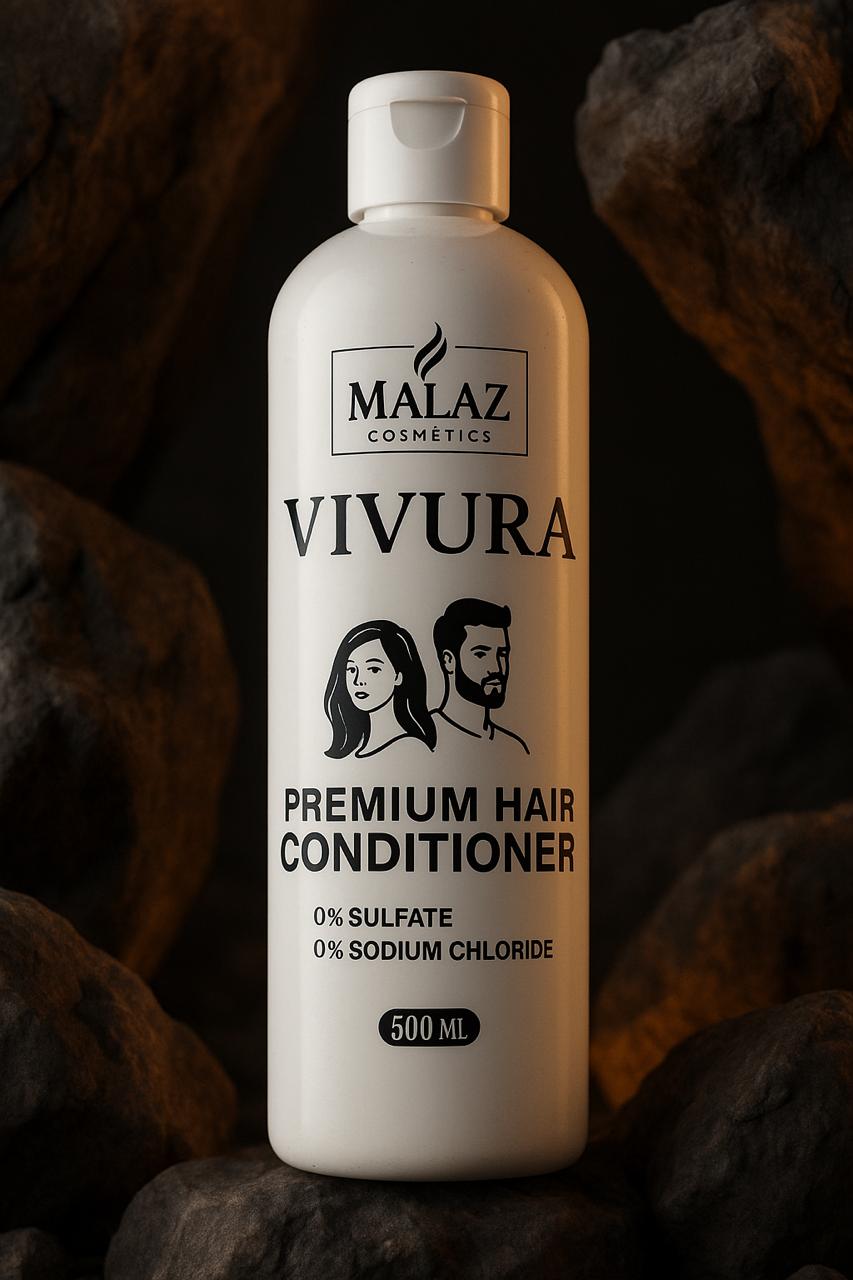 MALAZ
COSMÉTICS
VIVURA
PREMIUM HAIR
CONDITIONER
0% SULFATE
0% SODIUM CHLORIDE
500 ML